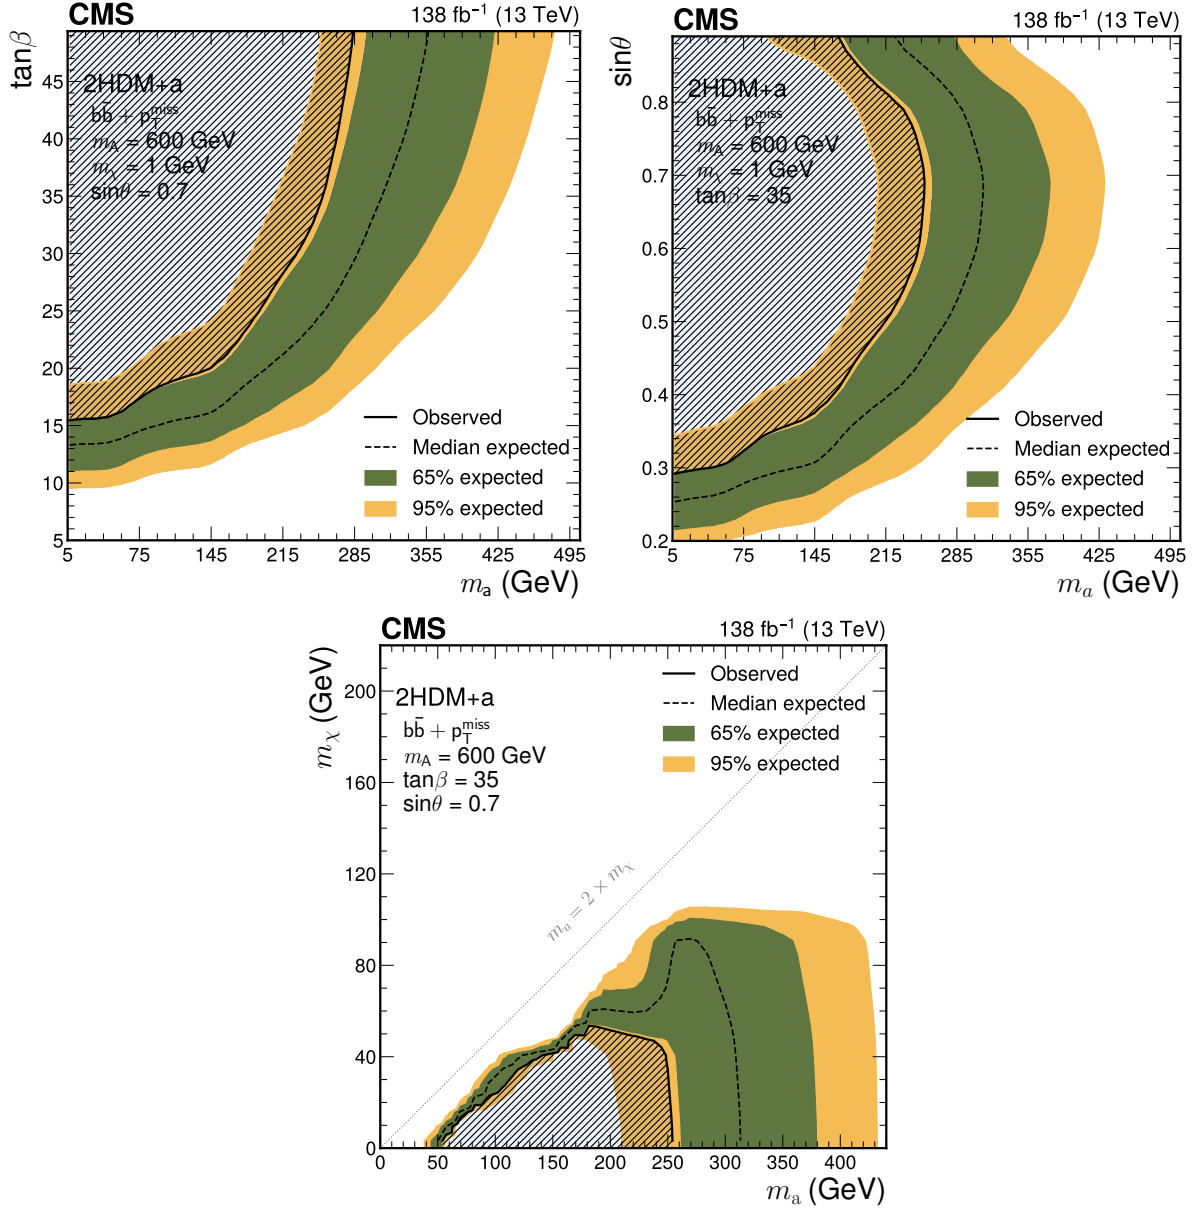 CMS 138 fb⁻¹ (13 TeV)
tanβ
2HDM+a
bb̄ + p_T^miss
m_A = 600 GeV
m_χ = 1 GeV
sinθ = 0.7
45
40
35
30
25
20
15
10
5
Observed
Median expected
65% expected
95% expected
5 75 145 215 285 355 425 495
m_a (GeV)
CMS 138 fb⁻¹ (13 TeV)
sinθ
2HDM+a
bb̄ + p_T^miss
m_A = 600 GeV
m_χ = 1 GeV
tanβ = 35
0.8
0.7
0.6
0.5
0.4
0.3
0.2
Observed
Median expected
65% expected
95% expected
5 75 145 215 285 355 425 495
m_a (GeV)
CMS 138 fb⁻¹ (13 TeV)
m_χ (GeV)
2HDM+a
bb̄ + p_T^miss
m_A = 600 GeV
tanβ = 35
sinθ = 0.7
Observed
Median expected
65% expected
95% expected
200
160
120
80
40
0
m_a = 2 × m_χ
0 50 100 150 200 250 300 350 400
m_a (GeV)